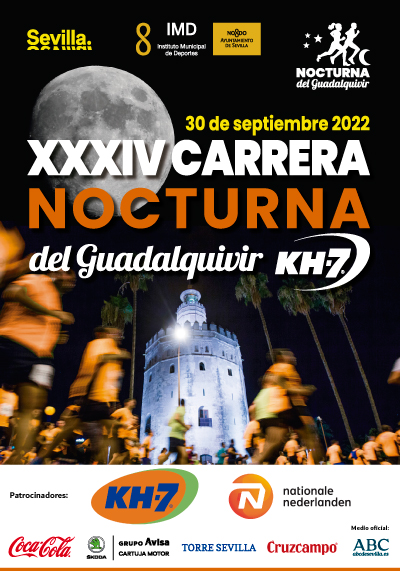 Sevilla.
IMD
Instituto Municipal
de Deportes
NO8DO
AYUNTAMIENTO
DE SEVILLA
NOCTURNA
del Guadalquivir
30 de septiembre 2022
XXXIV CARRERA
NOCTURNA
del Guadalquivir KH-7.
Patrocinadores:
KH-7.
nationale
nederlanden
Medio oficial:
Coca-Cola
ŠKODA
GRUPO Avisa
CARTUJA MOTOR
TORRE SEVILLA
Cruzcampo
ABC
abcdesevilla.es